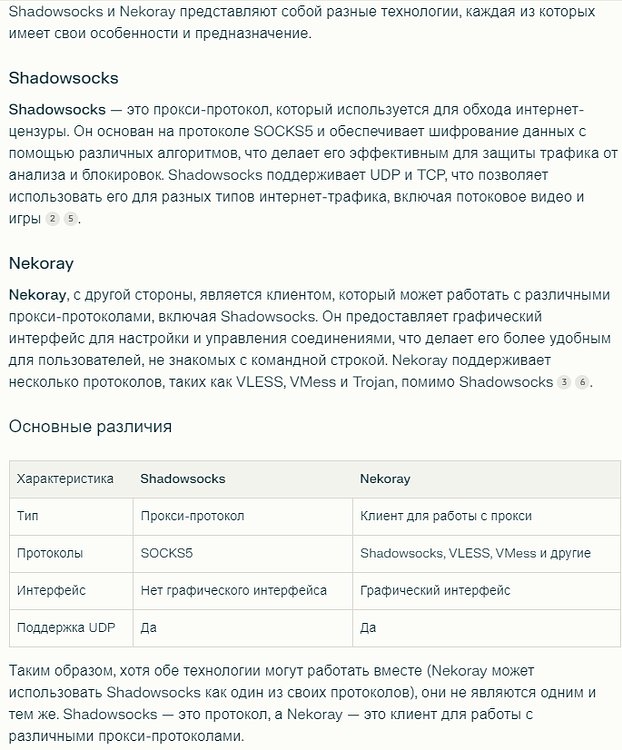 Shadowsocks и Nekoray представляют собой разные технологии, каждая из которых
имеет свои особенности и предназначение.
Shadowsocks
Shadowsocks — это прокси-протокол, который используется для обхода интернет-
цензуры. Он основан на протоколе SOCKS5 и обеспечивает шифрование данных с
помощью различных алгоритмов, что делает его эффективным для защиты трафика от
анализа и блокировок. Shadowsocks поддерживает UDP и TCP, что позволяет
использовать его для разных типов интернет-трафика, включая потоковое видео и
игры 2 5.
Nekoray
Nekoray, с другой стороны, является клиентом, который может работать с различными
прокси-протоколами, включая Shadowsocks. Он предоставляет графический
интерфейс для настройки и управления соединениями, что делает его более удобным
для пользователей, не знакомых с командной строкой. Nekoray поддерживает
несколько протоколов, таких как VLESS, VMess и Trojan, помимо Shadowsocks 3 6.
Основные различия
Характеристика Shadowsocks Nekoray
Тип Прокси-протокол Клиент для работы с прокси
Протоколы SOCKS5 Shadowsocks, VLESS, VMess и другие
Интерфейс Нет графического интерфейса Графический интерфейс
Поддержка UDP Да Да
Таким образом, хотя обе технологии могут работать вместе (Nekoray может
использовать Shadowsocks как один из своих протоколов), они не являются одним и
тем же. Shadowsocks — это протокол, а Nekoray — это клиент для работы с
различными прокси-протоколами.